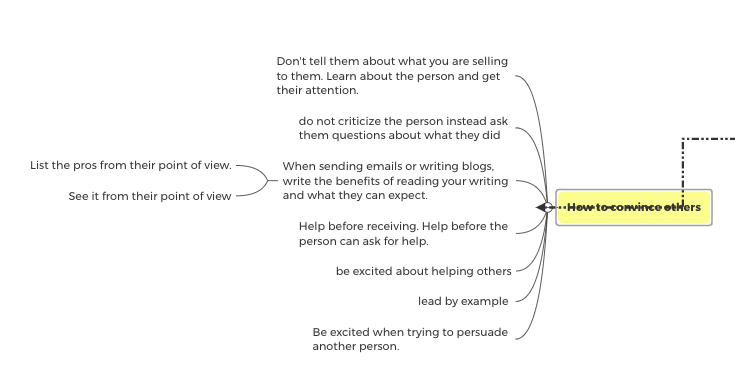 Don't tell them about what you are selling
to them. Learn about the person and get
their attention.
do not criticize the person instead ask
them questions about what they did
List the pros from their point of view.
See it from their point of view
When sending emails or writing blogs,
write the benefits of reading your writing
and what they can expect.
How to convince others
Help before receiving. Help before the
person can ask for help.
be excited about helping others
lead by example
Be excited when trying to persuade
another person.